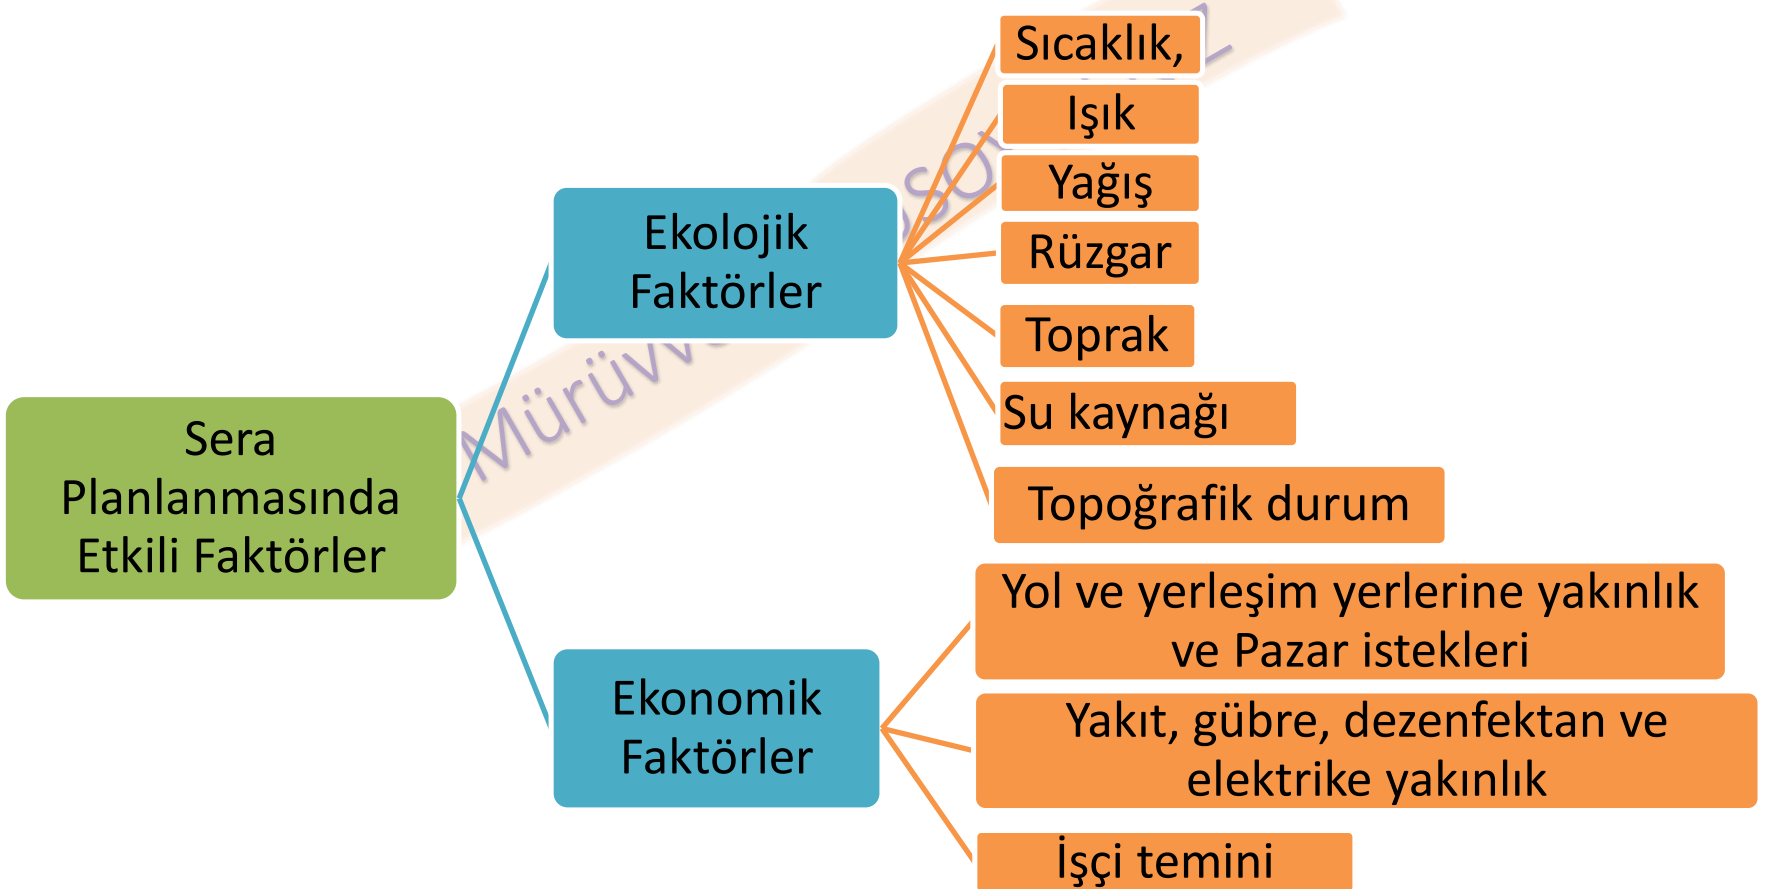 Sera
Planlanmasında
Etkili Faktörler
Ekolojik
Faktörler
Sıcaklık,
Işık
Yağış
Rüzgar
Toprak
Su kaynağı
Topoğrafik durum
Ekonomik
Faktörler
Yol ve yerleşim yerlerine yakınlık
ve Pazar istekleri
Yakıt, gübre, dezenfektan ve
elektrike yakınlık
İşçi temini